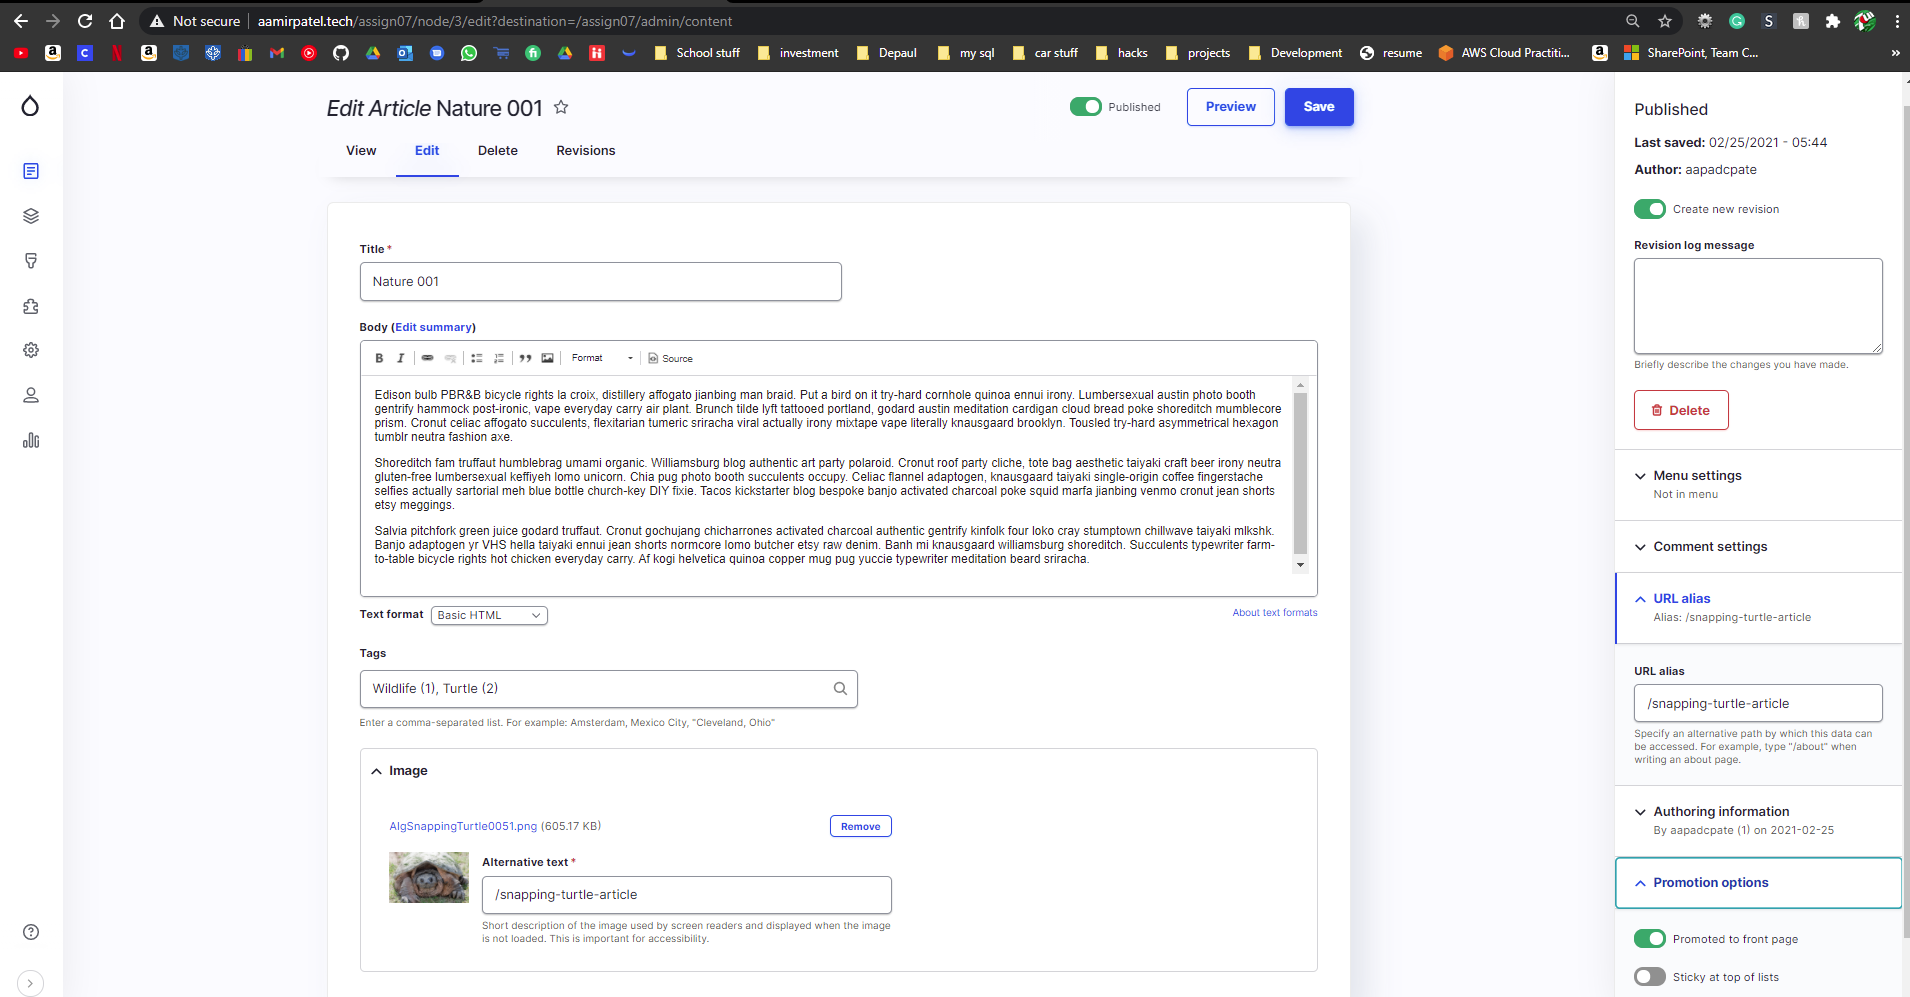 Not secure
aamirpatel.tech/assign07/node/3/edit?destination=/assign07/admin/content
School stuff
investment
Depaul
my sql
car stuff
hacks
projects
Development
resume
AWS Cloud Practiti...
SharePoint, Team C...
Edit Article Nature 001
Published
Preview
Save
View
Edit
Delete
Revisions
Title *
Nature 001
Body (Edit summary)
B I
Format
Source
Edison bulb PBR&B bicycle rights la croix, distillery affogato jianbing man braid. Put a bird on it try-hard cornhole quinoa ennui irony. Lumbersexual austin photo booth
gentrify hammock post-ironic, vape everyday carry air plant. Brunch tilde lyft tattooed portland, godard austin meditation cardigan cloud bread poke shoreditch mumblecore
prism. Cronut celiac affogato succulents, flexitarian tumeric sriracha viral actually irony mixtape vape literally knausgaard brooklyn. Tousled try-hard asymmetrical hexagon
tumblr neutra fashion axe.
Shoreditch fam truffaut humblebrag umami organic. Williamsburg blog authentic art party polaroid. Cronut roof party cliche, tote bag aesthetic taiyaki craft beer irony neutra
gluten-free lumbersexual keffiyeh lomo unicorn. Chia pug photo booth succulents occupy. Celiac flannel adaptogen, knausgaard taiyaki single-origin coffee fingerstache
selfies actually sartorial meh blue bottle church-key DIY fixie. Tacos kickstarter blog bespoke banjo activated charcoal poke squid marfa jianbing venmo cronut jean shorts
etsy meggings.
Salvia pitchfork green juice godard truffaut. Cronut gochujang chicharrones activated charcoal authentic gentrify kinfolk four loko cray stumptown chillwave taiyaki mlkshk.
Banjo adaptogen yr VHS hella taiyaki ennui jean shorts normcore lomo butcher etsy raw denim. Banh mi knausgaard williamsburg shoreditch. Succulents typewriter farm-
to-table bicycle rights hot chicken everyday carry. Af kogi helvetica quinoa copper mug pug yuccie typewriter meditation beard sriracha.
Text format
Basic HTML
About text formats
Tags
Wildlife (1), Turtle (2)
Enter a comma-separated list. For example: Amsterdam, Mexico City, "Cleveland, Ohio"
Image
AlgSnappingTurtle0051.png (605.17 KB)
Remove
Alternative text *
/snapping-turtle-article
Short description of the image used by screen readers and displayed when the image
is not loaded. This is important for accessibility.
Published
Last saved: 02/25/2021 - 05:44
Author: aapadcpate
Create new revision
Revision log message
Briefly describe the changes you have made.
Delete
Menu settings
Not in menu
Comment settings
URL alias
Alias: /snapping-turtle-article
URL alias
/snapping-turtle-article
Specify an alternative path by which this data can
be accessed. For example, type "/about" when
writing an about page.
Authoring information
By aapadcpate (1) on 2021-02-25
Promotion options
Promoted to front page
Sticky at top of lists